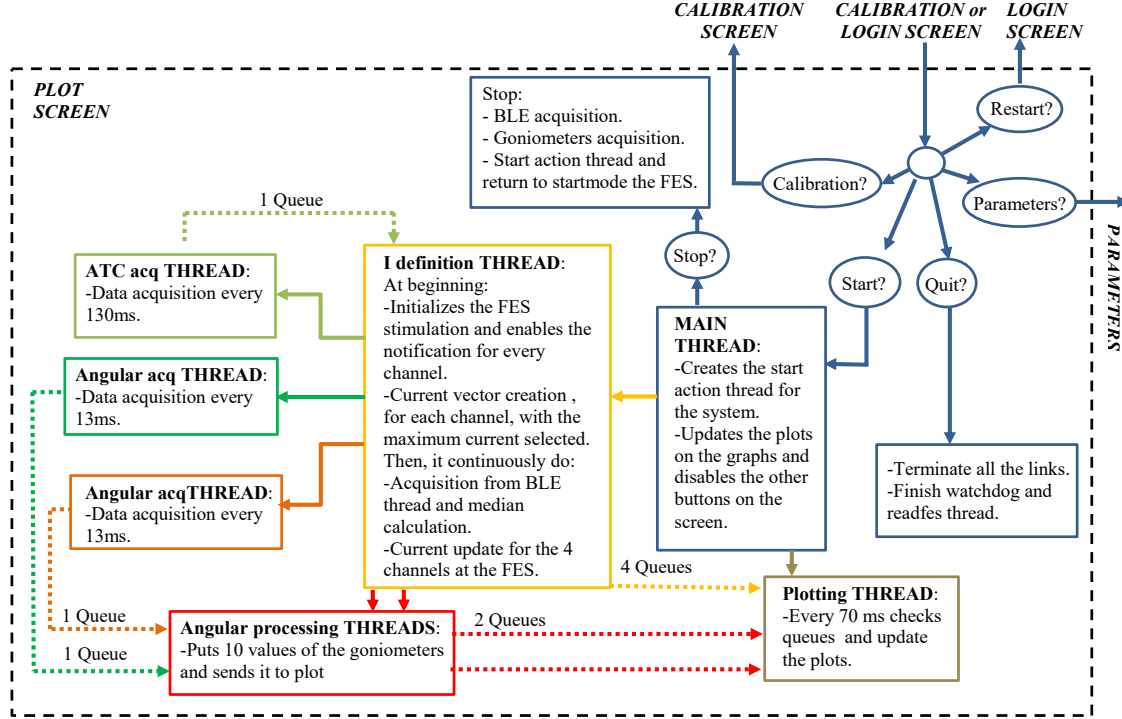 CALIBRATION
SCREEN
CALIBRATION or
LOGIN SCREEN
LOGIN
SCREEN
PLOT
SCREEN
Stop:
- BLE acquisition.
- Goniometers acquisition.
- Start action thread and
return to startmode the FES.
Restart?
Calibration?
Parameters?
PARAMETERS
1 Queue
Stop?
Start?
Quit?
ATC acq THREAD:
-Data acquisition every
130ms.
Angular acq THREAD:
-Data acquisition every
13ms.
Angular acqTHREAD:
- Data acquisition every
13ms.
I definition THREAD:
At beginning:
-Initializes the FES
stimulation and enables the
notification for every
channel.
-Current vector creation ,
for each channel, with the
maximum current selected.
Then, it continuously do:
-Acquisition from BLE
thread and median
calculation.
-Current update for the 4
channels at the FES.
MAIN
THREAD:
-Creates the start
action thread for
the system.
-Updates the plots
on the graphs and
disables the other
buttons on the
screen.
-Terminate all the links.
-Finish watchdog and
readfes thread.
4 Queues
1 Queue
1 Queue
Angular processing THREADS:
-Puts 10 values of the goniometers
and sends it to plot
2 Queues
Plotting THREAD:
-Every 70 ms checks
queues and update
the plots.